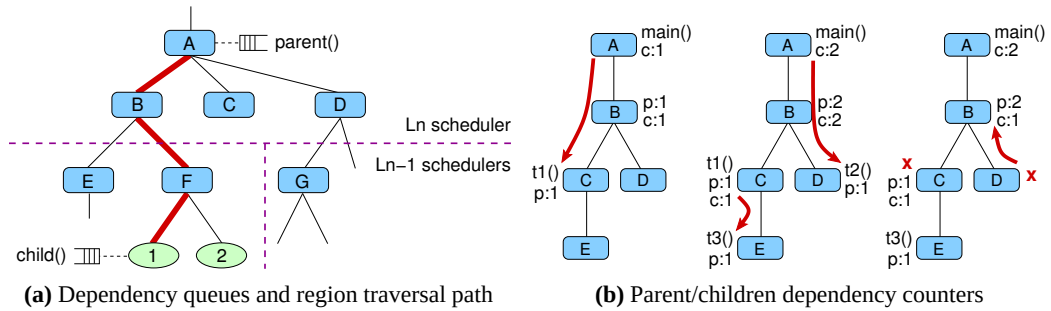 A
parent()
B
C
D
Ln scheduler
Ln−1 schedulers
E
F
G
child()
1
2
(a) Dependency queues and region traversal path
A
main()
c:1
B
p:1
c:1
t1()
p:1
C
D
E
A
main()
c:2
B
p:2
c:2
t1()
p:1
c:1
C
D
t2()
p:1
t3()
p:1
E
A
main()
c:2
B
p:2
c:1
x
p:1
c:1
C
D
x
t3()
p:1
E
(b) Parent/children dependency counters